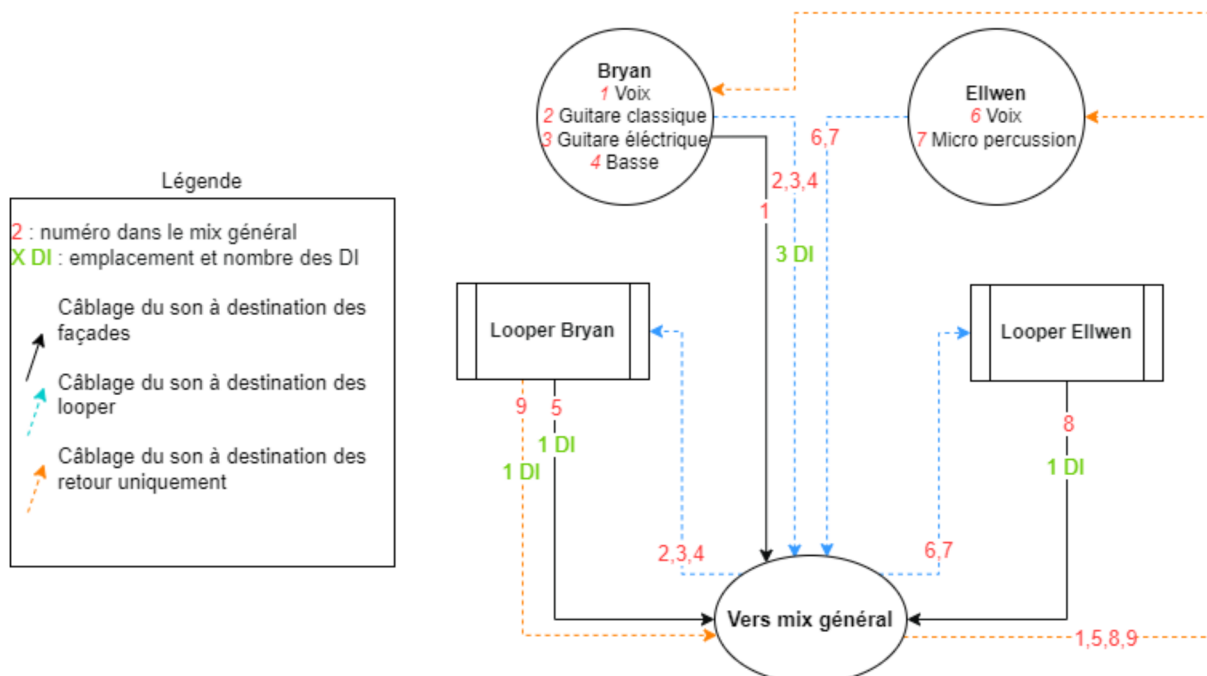 Bryan
1 Voix
2 Guitare classique
3 Guitare éléctrique
4 Basse
Ellwen
6 Voix
7 Micro percussion
6,7
2,3,4
1
3 DI
Légende
2 : numéro dans le mix général
X DI : emplacement et nombre des DI
Câblage du son à destination des
façades
Câblage du son à destination des
looper
Câblage du son à destination des
retour uniquement
Looper Bryan
Looper Ellwen
9
5
1 DI
1 DI
8
1 DI
2,3,4
6,7
Vers mix général
1,5,8,9